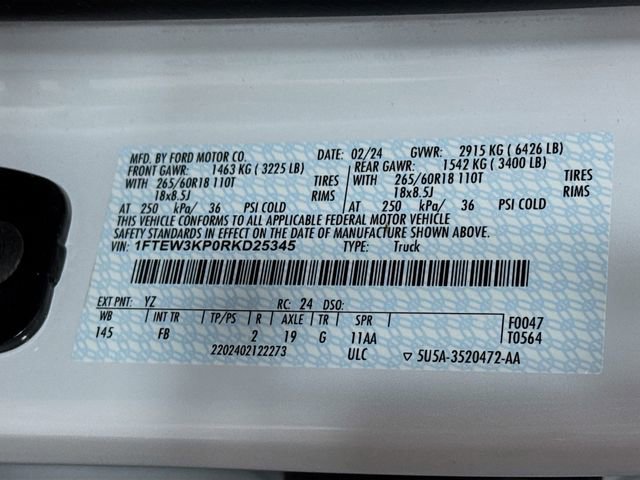 MFD. BY FORD MOTOR CO. DATE: 02/24 GVWR: 2915 KG ( 6426 LB)
FRONT GAWR: 1463 KG ( 3225 LB) REAR GAWR: 1542 KG ( 3400 LB)
WITH 265/60R18 110T TIRES WITH 265/60R18 110T TIRES
18x8.5J RIMS 18x8.5J RIMS
AT 250 kPa/ 36 PSI COLD AT 250 kPa/ 36 PSI COLD
THIS VEHICLE CONFORMS TO ALL APPLICABLE FEDERAL MOTOR VEHICLE
SAFETY STANDARDS IN EFFECT ON THE DATE OF MANUFACTURE SHOWN ABOVE.
VIN: 1FTEW3KP0RKD25345 TYPE: Truck
EXT PNT: YZ RC: 24 DSO:
WB INT TR TP/PS R AXLE TR SPR F0047
145 FB 2 19 G 11AA T0564
2202402122273 ULC ▽ 5U5A-3520472-AA